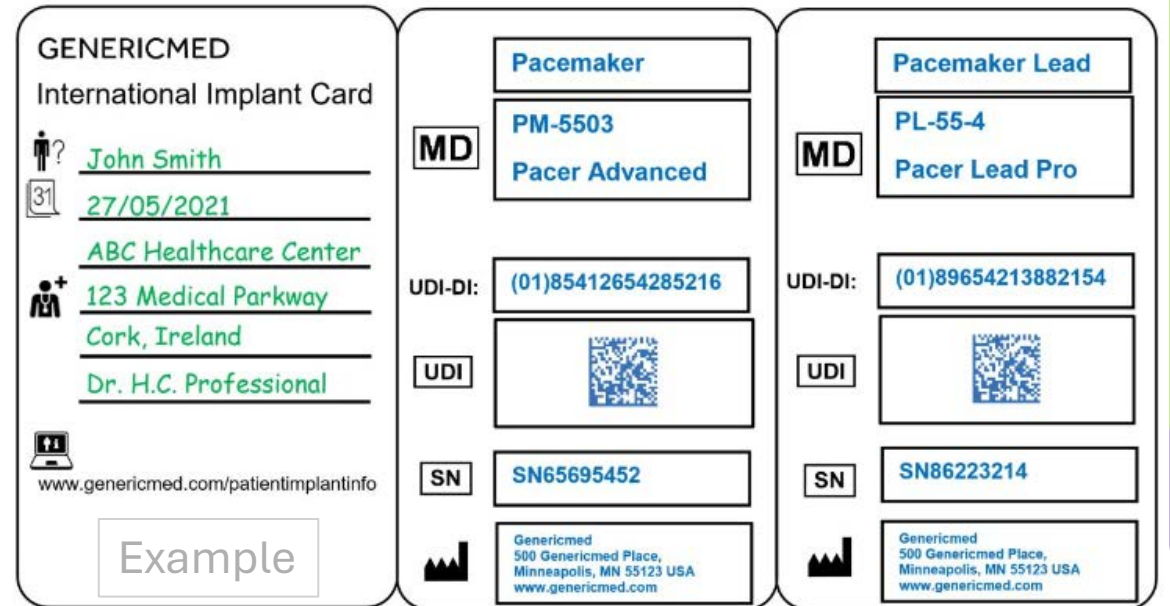 GENERICMED
International Implant Card
?
John Smith
31
27/05/2021
ABC Healthcare Center
123 Medical Parkway
Cork, Ireland
Dr. H.C. Professional
www.genericmed.com/patientimplantinfo
Example
Pacemaker
MD
PM-5503
Pacer Advanced
UDI-DI:
(01)85412654285216
UDI
SN
SN65695452
Genericmed
500 Genericmed Place,
Minneapolis, MN 55123 USA
www.genericmed.com
Pacemaker Lead
MD
PL-55-4
Pacer Lead Pro
UDI-DI:
(01)89654213882154
UDI
SN
SN86223214
Genericmed
500 Genericmed Place,
Minneapolis, MN 55123 USA
www.genericmed.com